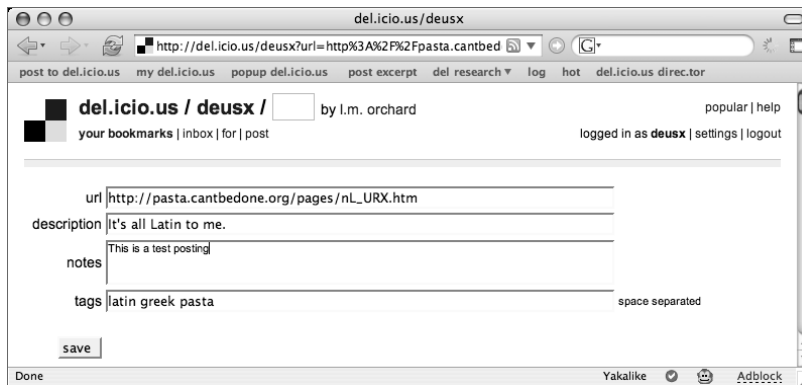 del.icio.us/deusx
http://del.icio.us/deusx?url=http%3A%2F%2Fpasta.cantbed G
post to del.icio.us my del.icio.us popup del.icio.us post excerpt del research log hot del.icio.us direc.tor
del.icio.us / deusx / by l.m. orchard popular | help
your bookmarks | inbox | for | post logged in as deusx | settings | logout
url http://pasta.cantbedone.org/pages/nL_URX.htm
description It's all Latin to me.
notes This is a test posting
tags latin greek pasta space separated
save
Done Yakalike Adblock